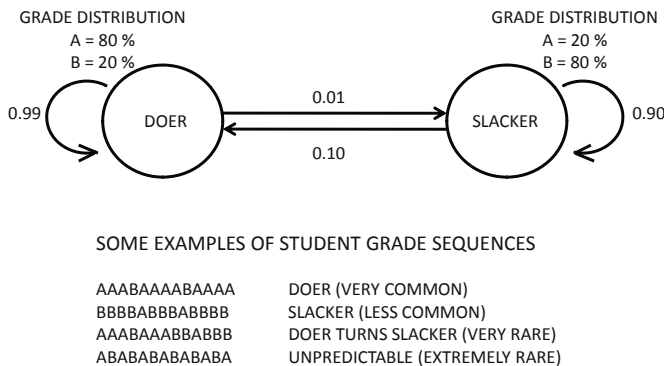 GRADE DISTRIBUTION
A = 80 %
B = 20 %
GRADE DISTRIBUTION
A = 20 %
B = 80 %
0.99
DOER
0.01
0.10
SLACKER
0.90
SOME EXAMPLES OF STUDENT GRADE SEQUENCES
AAABAAAABAAAA DOER (VERY COMMON)
BBBBABBBABBBB SLACKER (LESS COMMON)
AAABAAABBABBB DOER TURNS SLACKER (VERY RARE)
ABABABABABABA UNPREDICTABLE (EXTREMELY RARE)